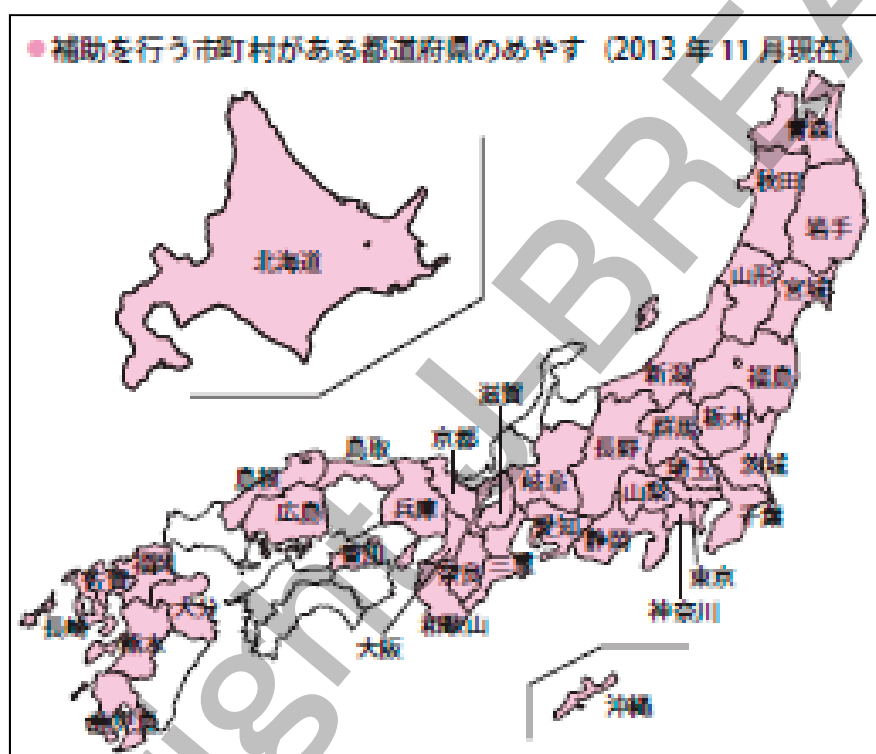 ●補助を行う市町村がある都道府県のめやす（2013年11月現在）
青森
秋田
岩手
山形
宮城
北海道
新潟
福島
滋賀
栃木
京都
群馬
鳥取
長野
茨城
島根
埼玉
岐阜
山梨
広島
兵庫
千葉
愛知
静岡
福岡
三重
奈良
佐賀
東京
大分
神奈川
長崎
和歌山
熊本
大阪
沖縄
鹿児島